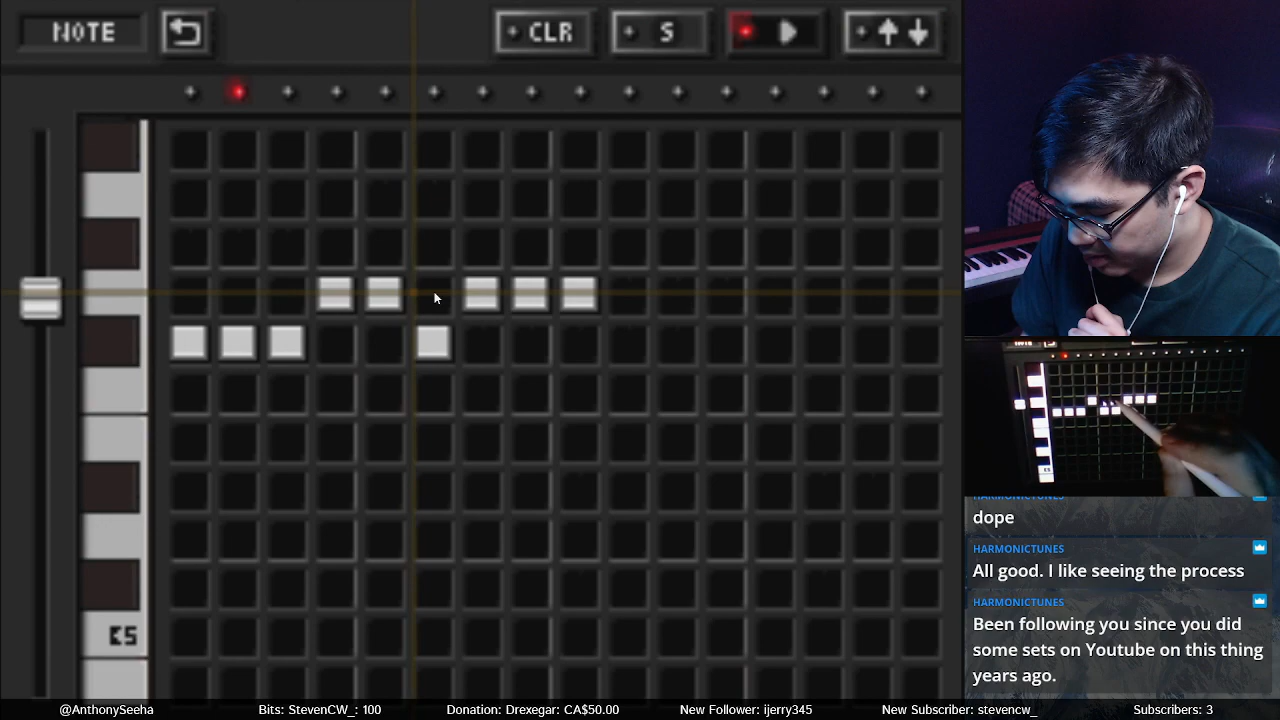 NOTE
CLR
S
C5
dope
HARMONICTUNES
All good. I like seeing the process
HARMONICTUNES
Been following you since you did
some sets on Youtube on this thing
years ago.
@AnthonySeeha
Bits: StevenCW_: 100
Donation: Drexegar: CA$50.00
New Follower: ijerry345
New Subscriber: stevencw_
Subscribers: 3